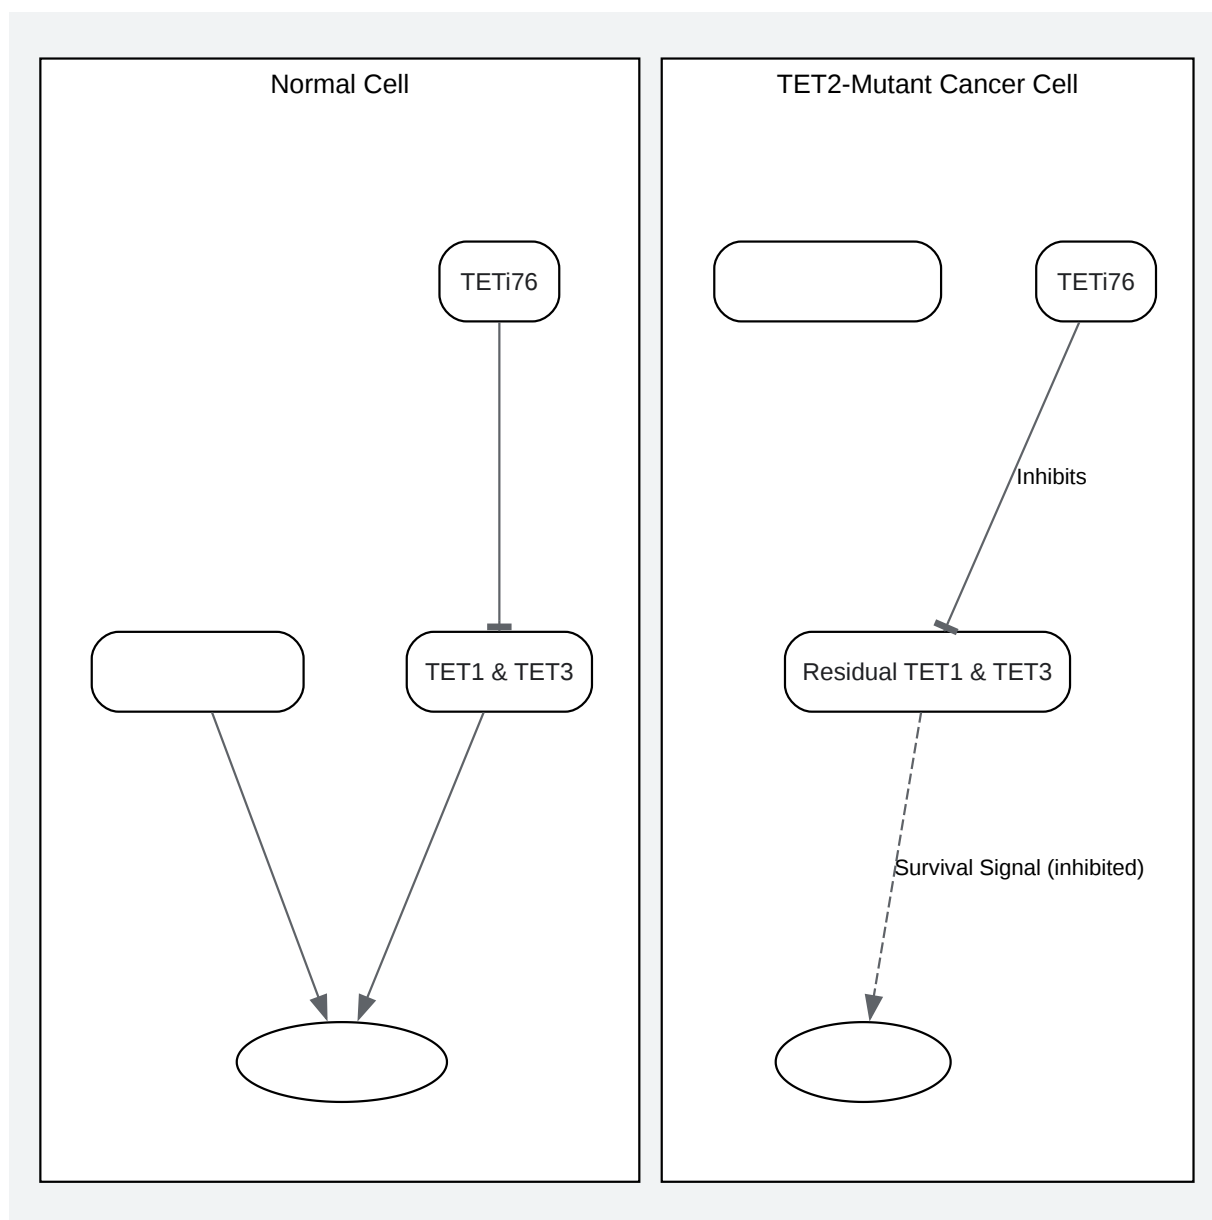 Normal Cell
TETi76
TET1 & TET3
TET2-Mutant Cancer Cell
TETi76
Inhibits
Residual TET1 & TET3
Survival Signal (inhibited)